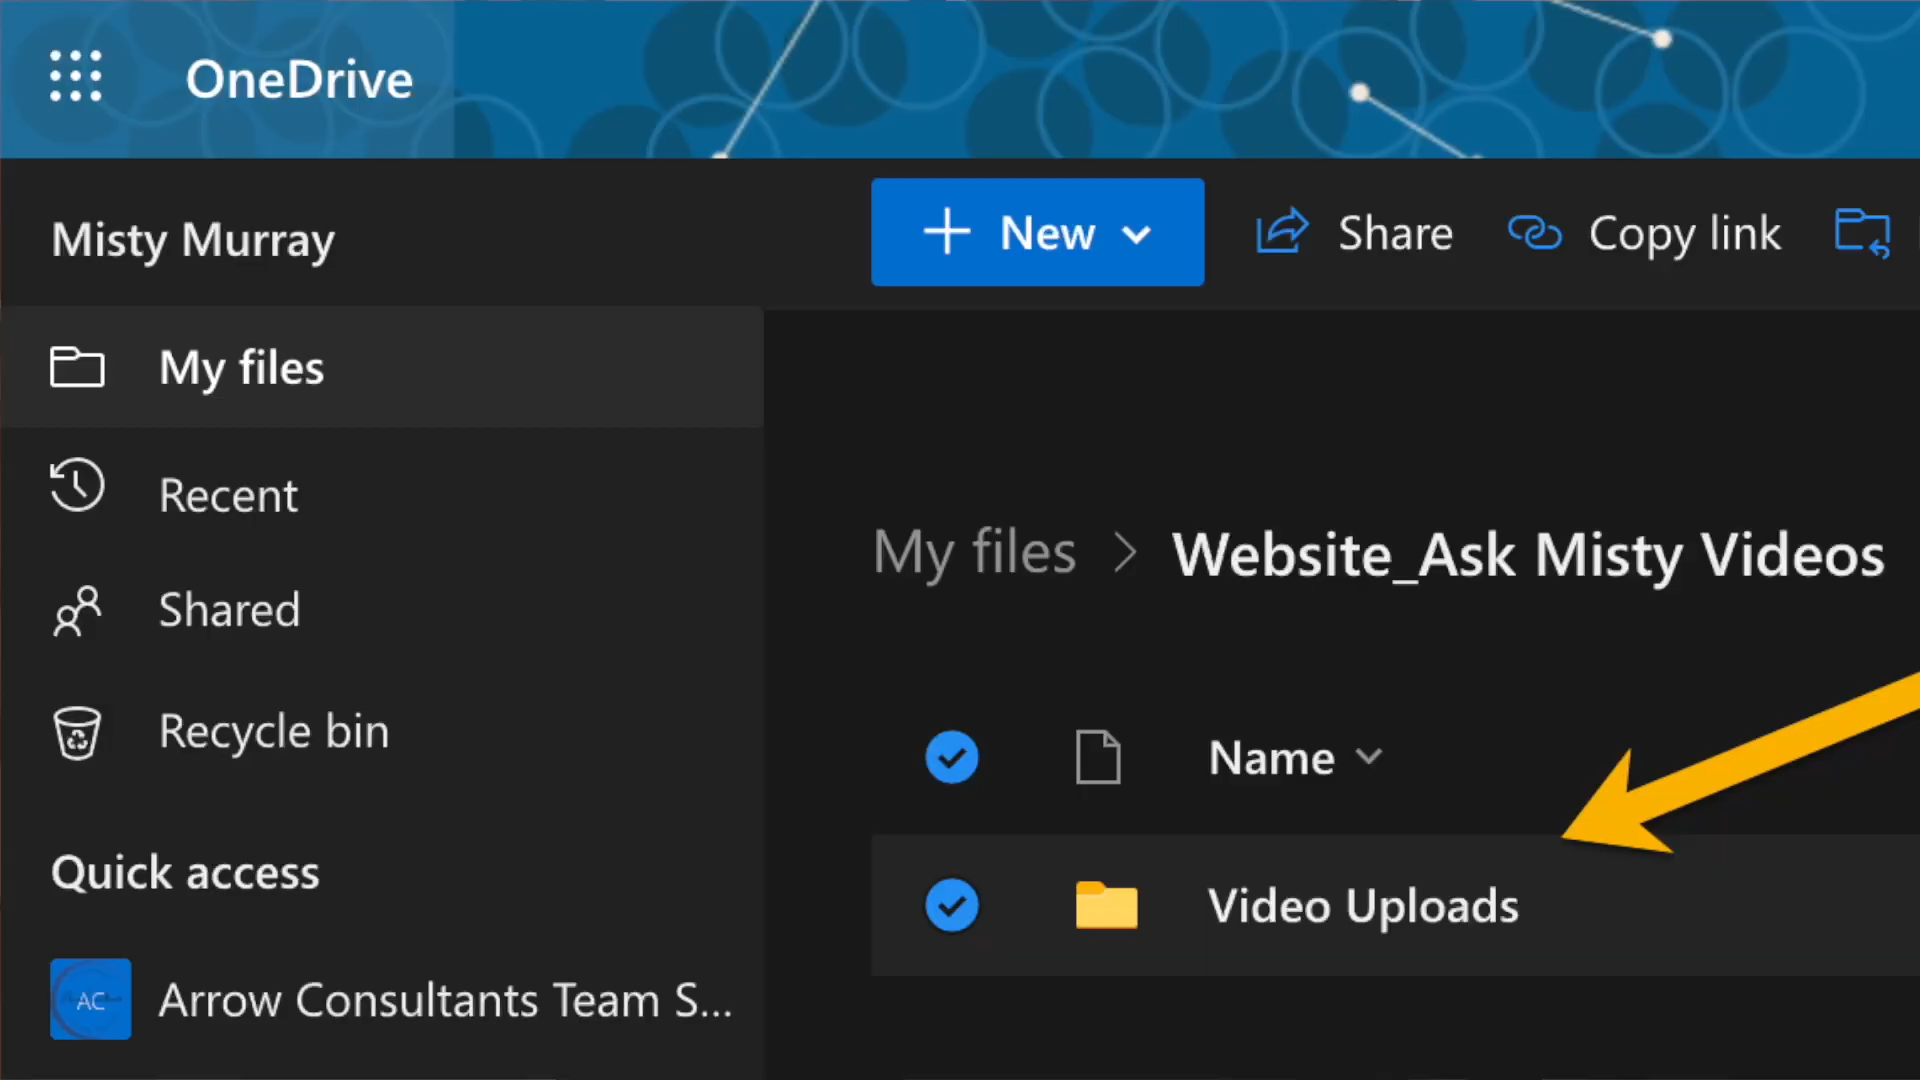 OneDrive
Misty Murray
New
Share
Copy link
My files
Recent
Shared
Recycle bin
Quick access
AC
Arrow Consultants Team S...
My files > Website_Ask Misty Videos
Name
Video Uploads